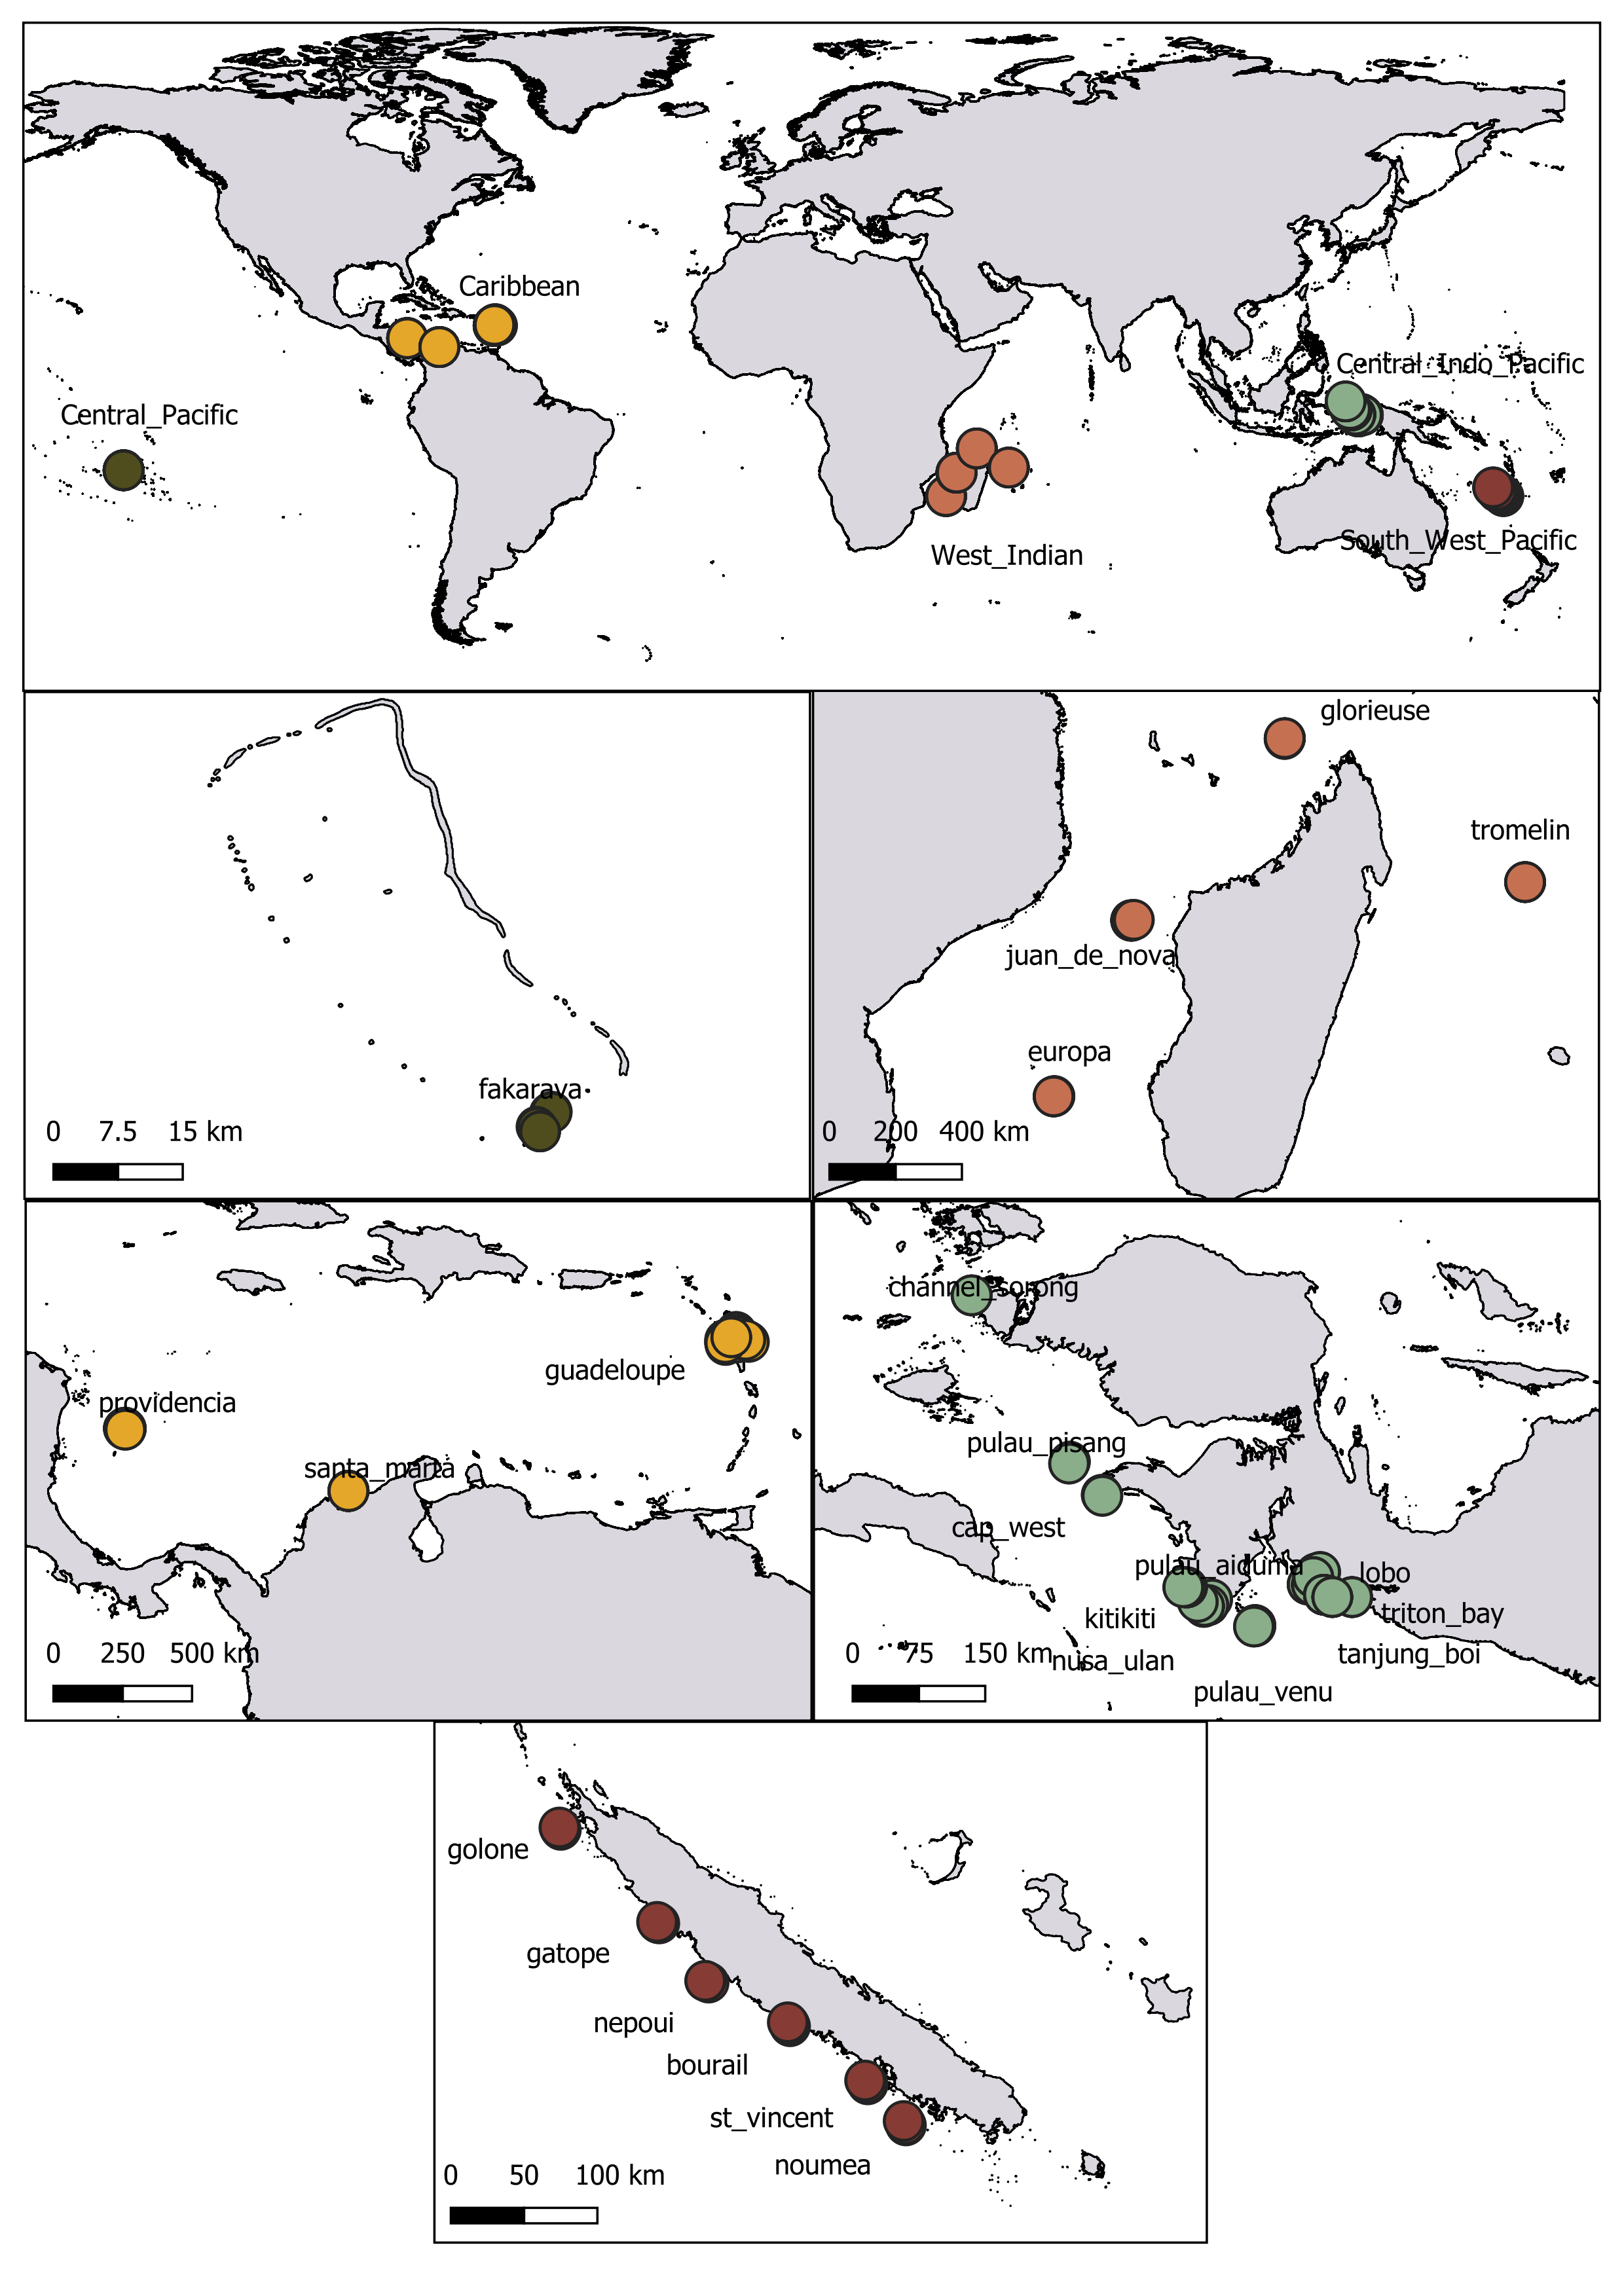 Caribbean
Central_Indo_Pacific
Central_Pacific
South_West_Pacific
West_Indian
fakarava
0 7.5 15 km
glorieuse
tromelin
juan_de_nova
europa
0 200 400 km
guadeloupe
providencia
santa_marta
0 250 500 km
channel_sorong
pulau_pisang
cap_west
pulau_aiduma
lobo
kitikiti
triton_bay
nusa_ulan
tanjung_boi
pulau_venu
0 75 150 km
golone
gatope
nepoui
bourail
st_vincent
noumea
0 50 100 km